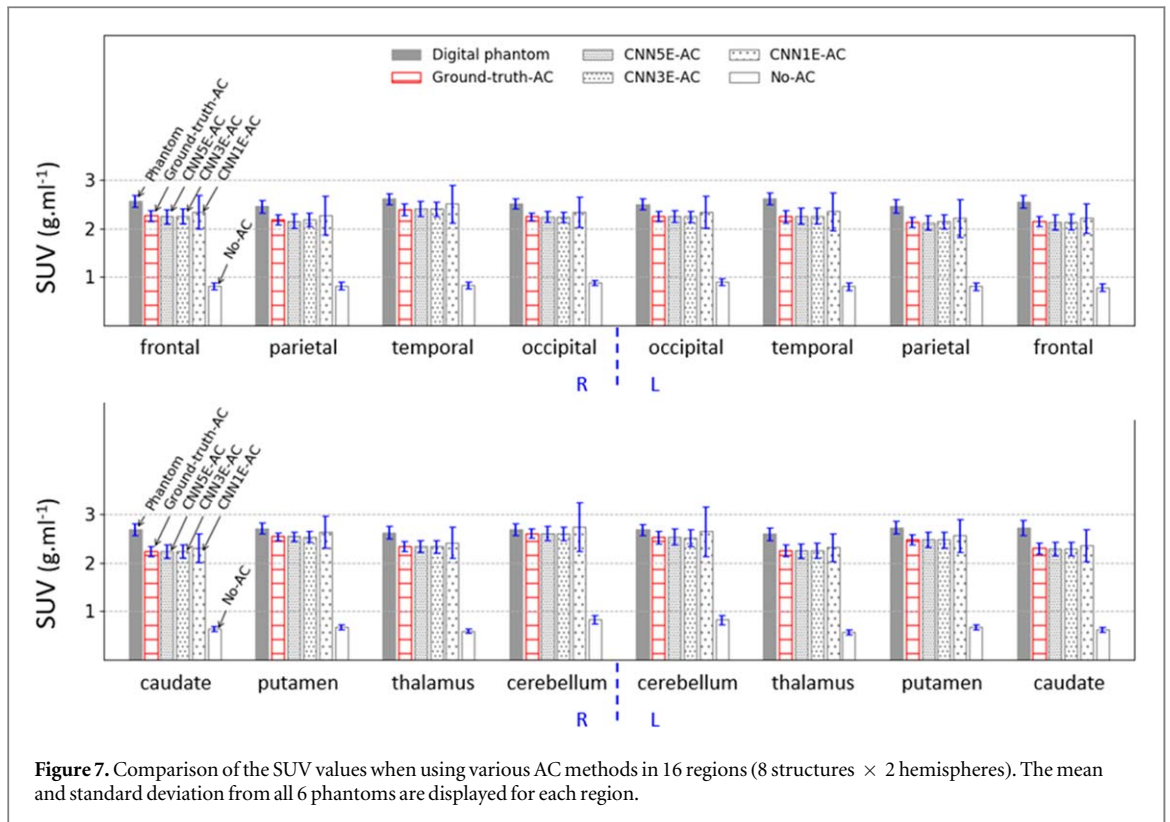 Digital phantom CNN5E-AC CNN1E-AC
Ground-truth-AC CNN3E-AC No-AC
Phantom
Ground-truth-AC
CNN5E-AC
CNN3E-AC
CNN1E-AC
No-AC
SUV (g.ml-1)
3
2
1
frontal parietal temporal occipital occipital temporal parietal frontal
R L
Phantom
Ground-truth-AC
CNN5E-AC
CNN3E-AC
CNN1E-AC
No-AC
SUV (g.ml-1)
3
2
1
caudate putamen thalamus cerebellum cerebellum thalamus putamen caudate
R L
Figure 7. Comparison of the SUV values when using various AC methods in 16 regions (8 structures × 2 hemispheres). The mean
and standard deviation from all 6 phantoms are displayed for each region.